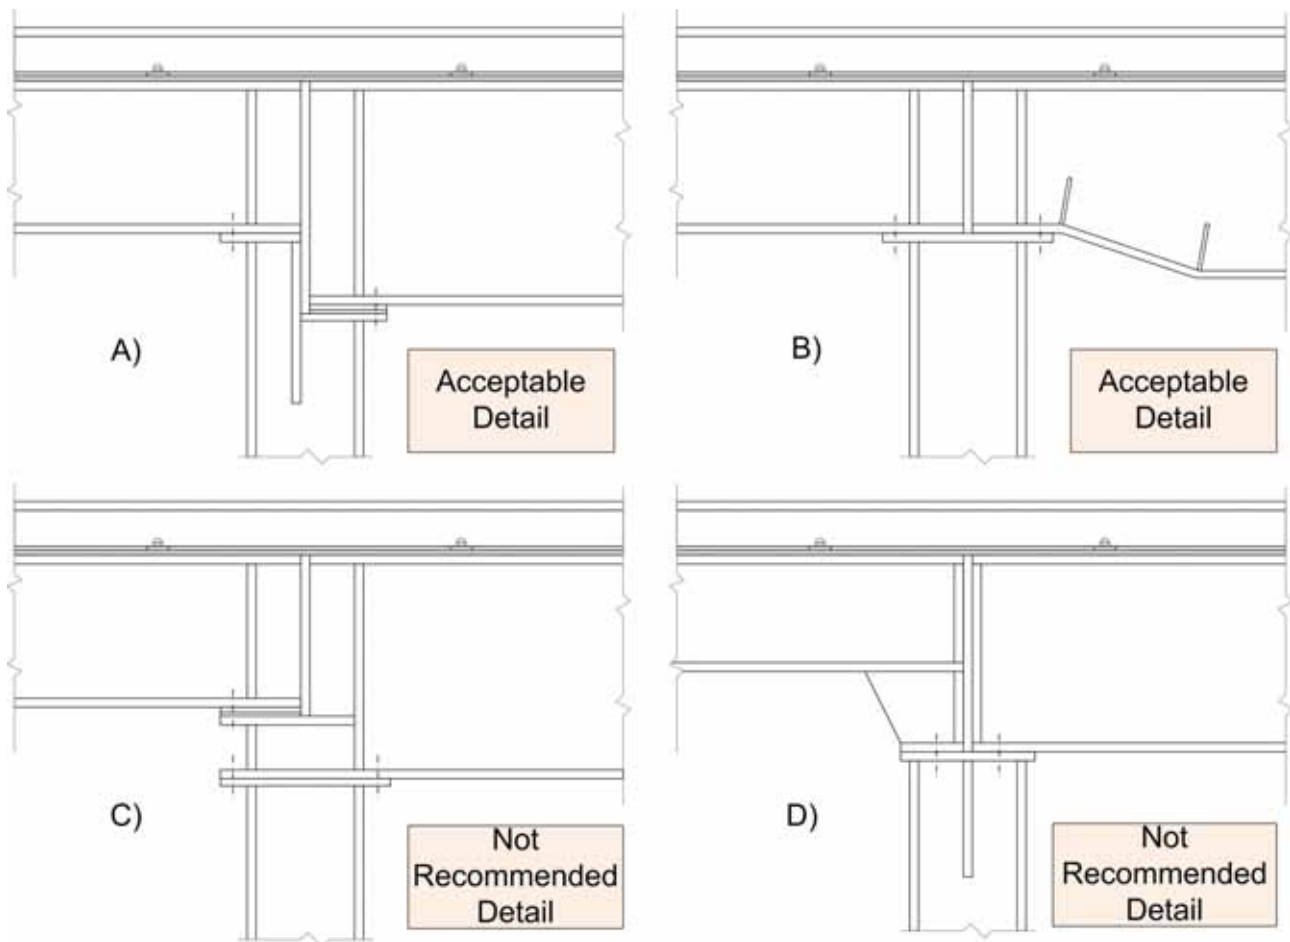 A)
Acceptable
Detail
B)
Acceptable
Detail
C)
Not
Recommended
Detail
D)
Not
Recommended
Detail